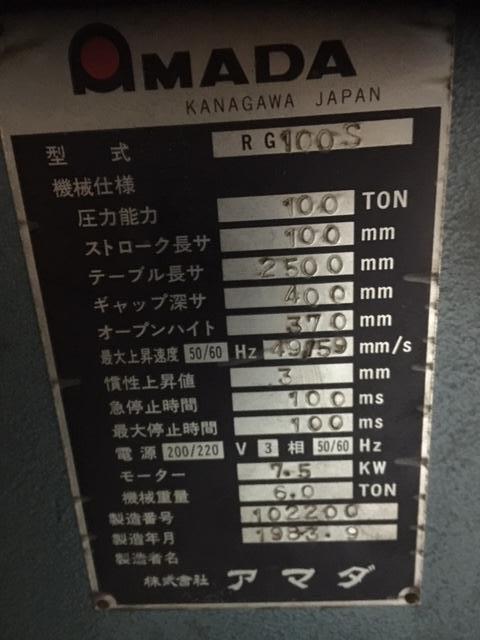 AMADA
KANAGAWA JAPAN
型 式 RG100S
機械仕様
圧力能力 100 TON
ストローク長サ 100 mm
テーブル長サ 2500 mm
ギャップ深サ 400 mm
オープンハイト 370 mm
最大上昇速度 50/60 Hz 49/59 mm/s
慣性上昇値 3 mm
急停止時間 100 ms
最大停止時間 100 ms
電源 200/220 V 3 相 50/60 Hz
モーター 7.5 KW
機械重量 6.0 TON
製造番号 102200
製造年月 1983.9
製造者名
株式會社 アマダ